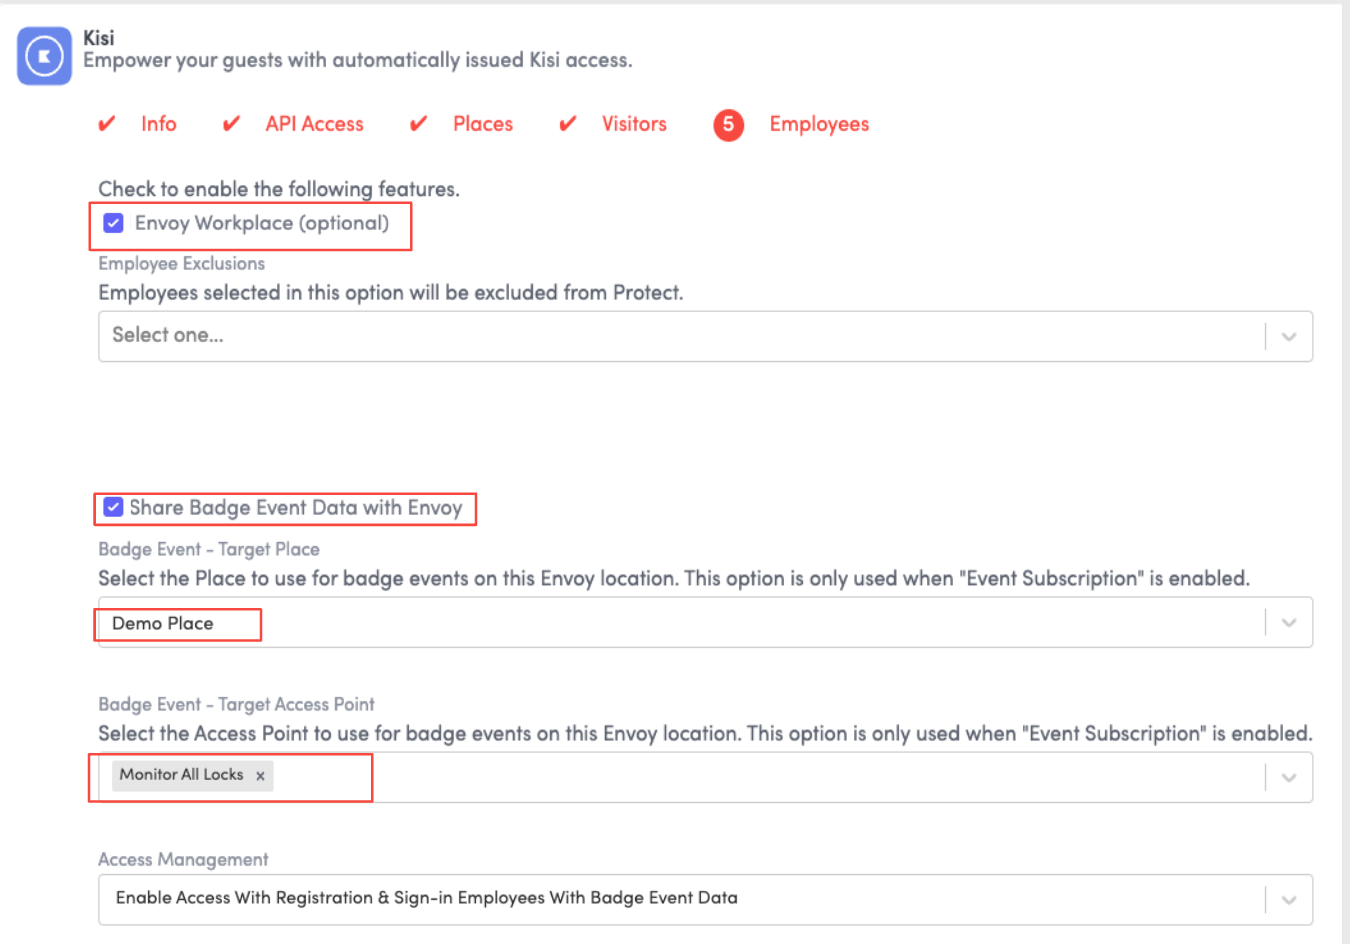 Kisi
Empower your guests with automatically issued Kisi access.
✔ Info ✔ API Access ✔ Places ✔ Visitors 5 Employees
Check to enable the following features.
Envoy Workplace (optional)
Employee Exclusions
Employees selected in this option will be excluded from Protect.
Select one...
Share Badge Event Data with Envoy
Badge Event - Target Place
Select the Place to use for badge events on this Envoy location. This option is only used when "Event Subscription" is enabled.
Demo Place
Badge Event - Target Access Point
Select the Access Point to use for badge events on this Envoy location. This option is only used when "Event Subscription" is enabled.
Monitor All Locks x
Access Management
Enable Access With Registration & Sign-in Employees With Badge Event Data